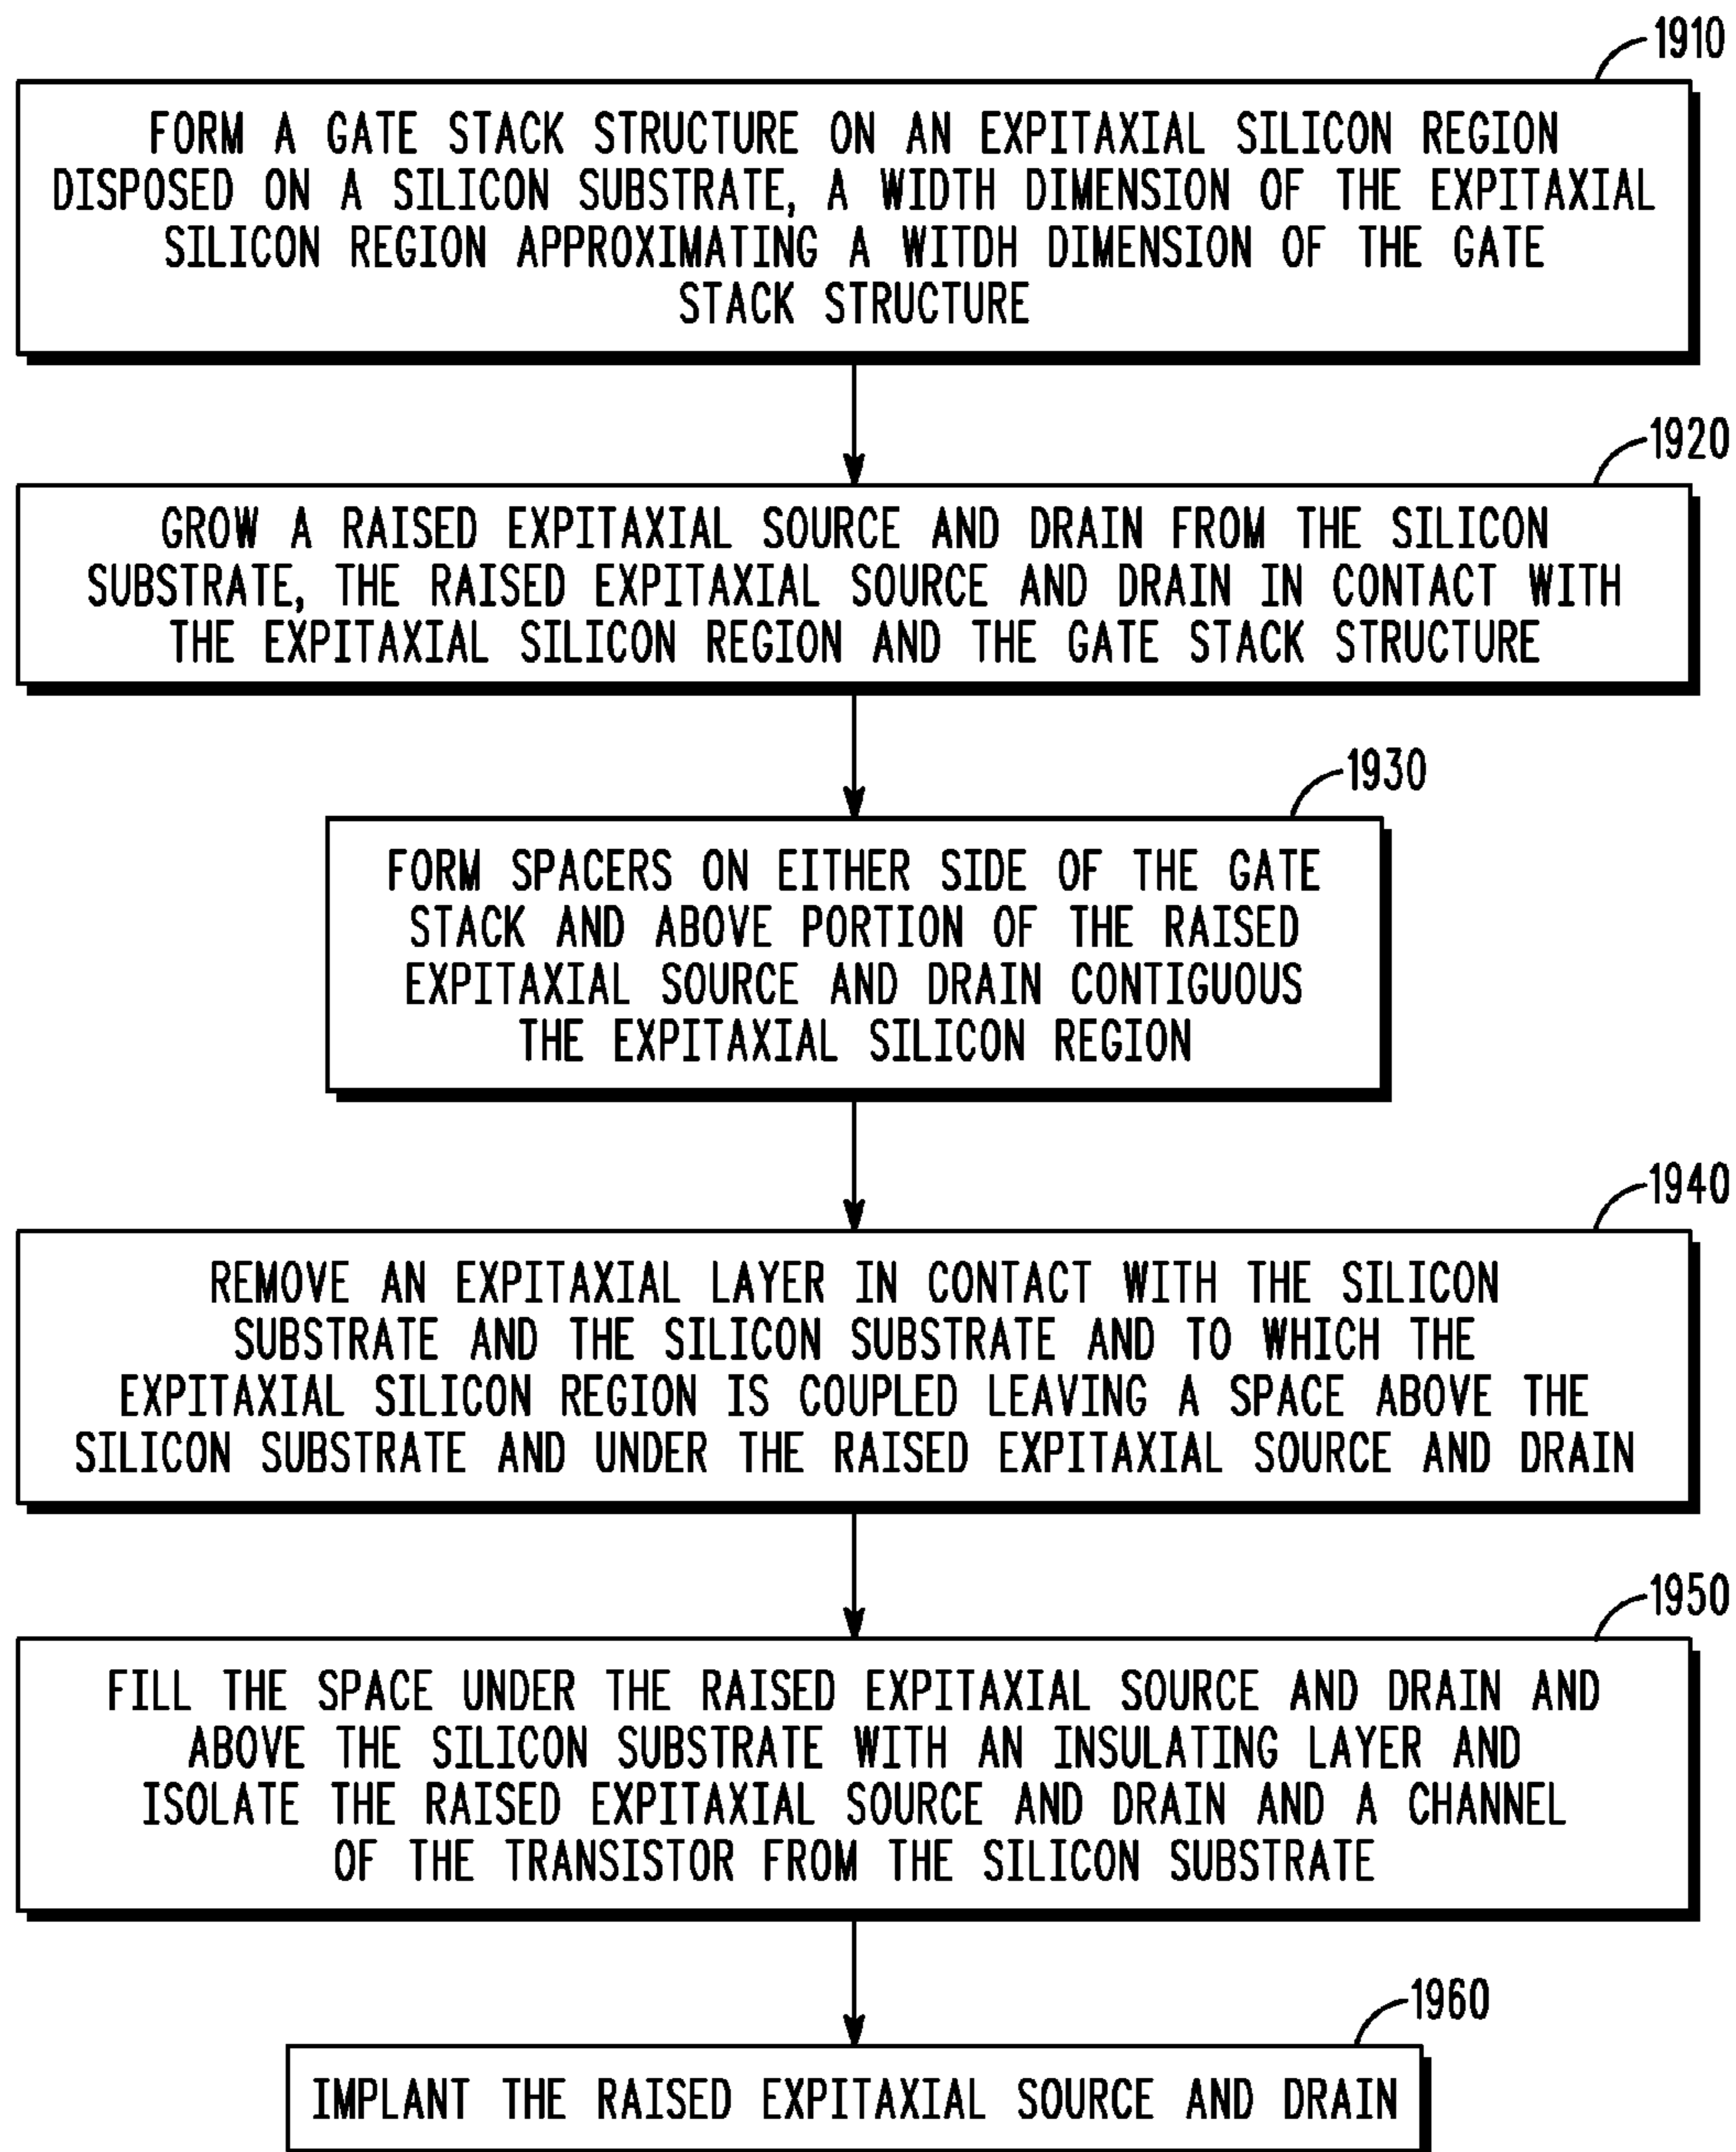 1910
FORM A GATE STACK STRUCTURE ON AN EXPITAXIAL SILICON REGION
DISPOSED ON A SILICON SUBSTRATE, A WIDTH DIMENSION OF THE EXPITAXIAL
SILICON REGION APPROXIMATING A WITDH DIMENSION OF THE GATE
STACK STRUCTURE
1920
GROW A RAISED EXPITAXIAL SOURCE AND DRAIN FROM THE SILICON
SUBSTRATE, THE RAISED EXPITAXIAL SOURCE AND DRAIN IN CONTACT WITH
THE EXPITAXIAL SILICON REGION AND THE GATE STACK STRUCTURE
1930
FORM SPACERS ON EITHER SIDE OF THE GATE
STACK AND ABOVE PORTION OF THE RAISED
EXPITAXIAL SOURCE AND DRAIN CONTIGUOUS
THE EXPITAXIAL SILICON REGION
1940
REMOVE AN EXPITAXIAL LAYER IN CONTACT WITH THE SILICON
SUBSTRATE AND THE SILICON SUBSTRATE AND TO WHICH THE
EXPITAXIAL SILICON REGION IS COUPLED LEAVING A SPACE ABOVE THE
SILICON SUBSTRATE AND UNDER THE RAISED EXPITAXIAL SOURCE AND DRAIN
1950
FILL THE SPACE UNDER THE RAISED EXPITAXIAL SOURCE AND DRAIN AND
ABOVE THE SILICON SUBSTRATE WITH AN INSULATING LAYER AND
ISOLATE THE RAISED EXPITAXIAL SOURCE AND DRAIN AND A CHANNEL
OF THE TRANSISTOR FROM THE SILICON SUBSTRATE
1960
IMPLANT THE RAISED EXPITAXIAL SOURCE AND DRAIN